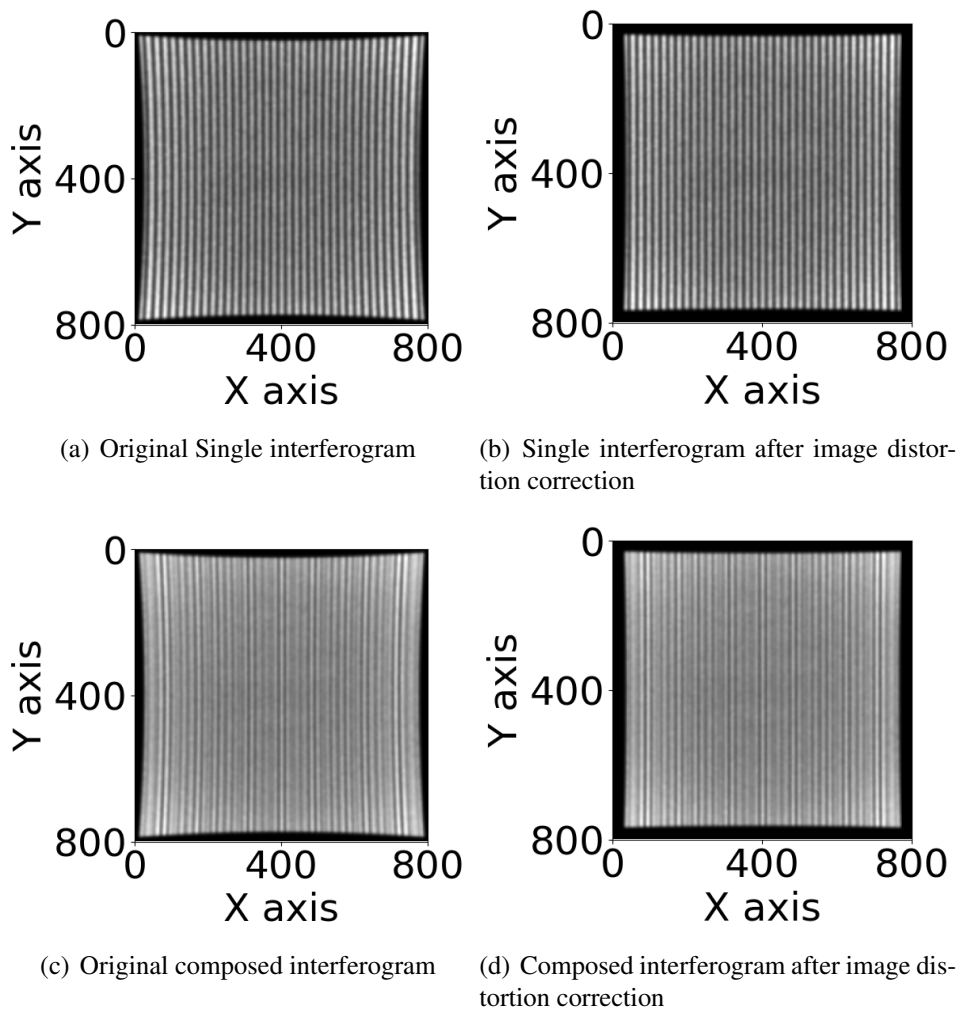 0
400
800
Y axis
0
400
800
X axis
(a) Original Single interferogram
0
400
800
Y axis
0
400
800
X axis
(b) Single interferogram after image distor-
tion correction
0
400
800
Y axis
0
400
800
X axis
(c) Original composed interferogram
0
400
800
Y axis
0
400
800
X axis
(d) Composed interferogram after image dis-
tortion correction